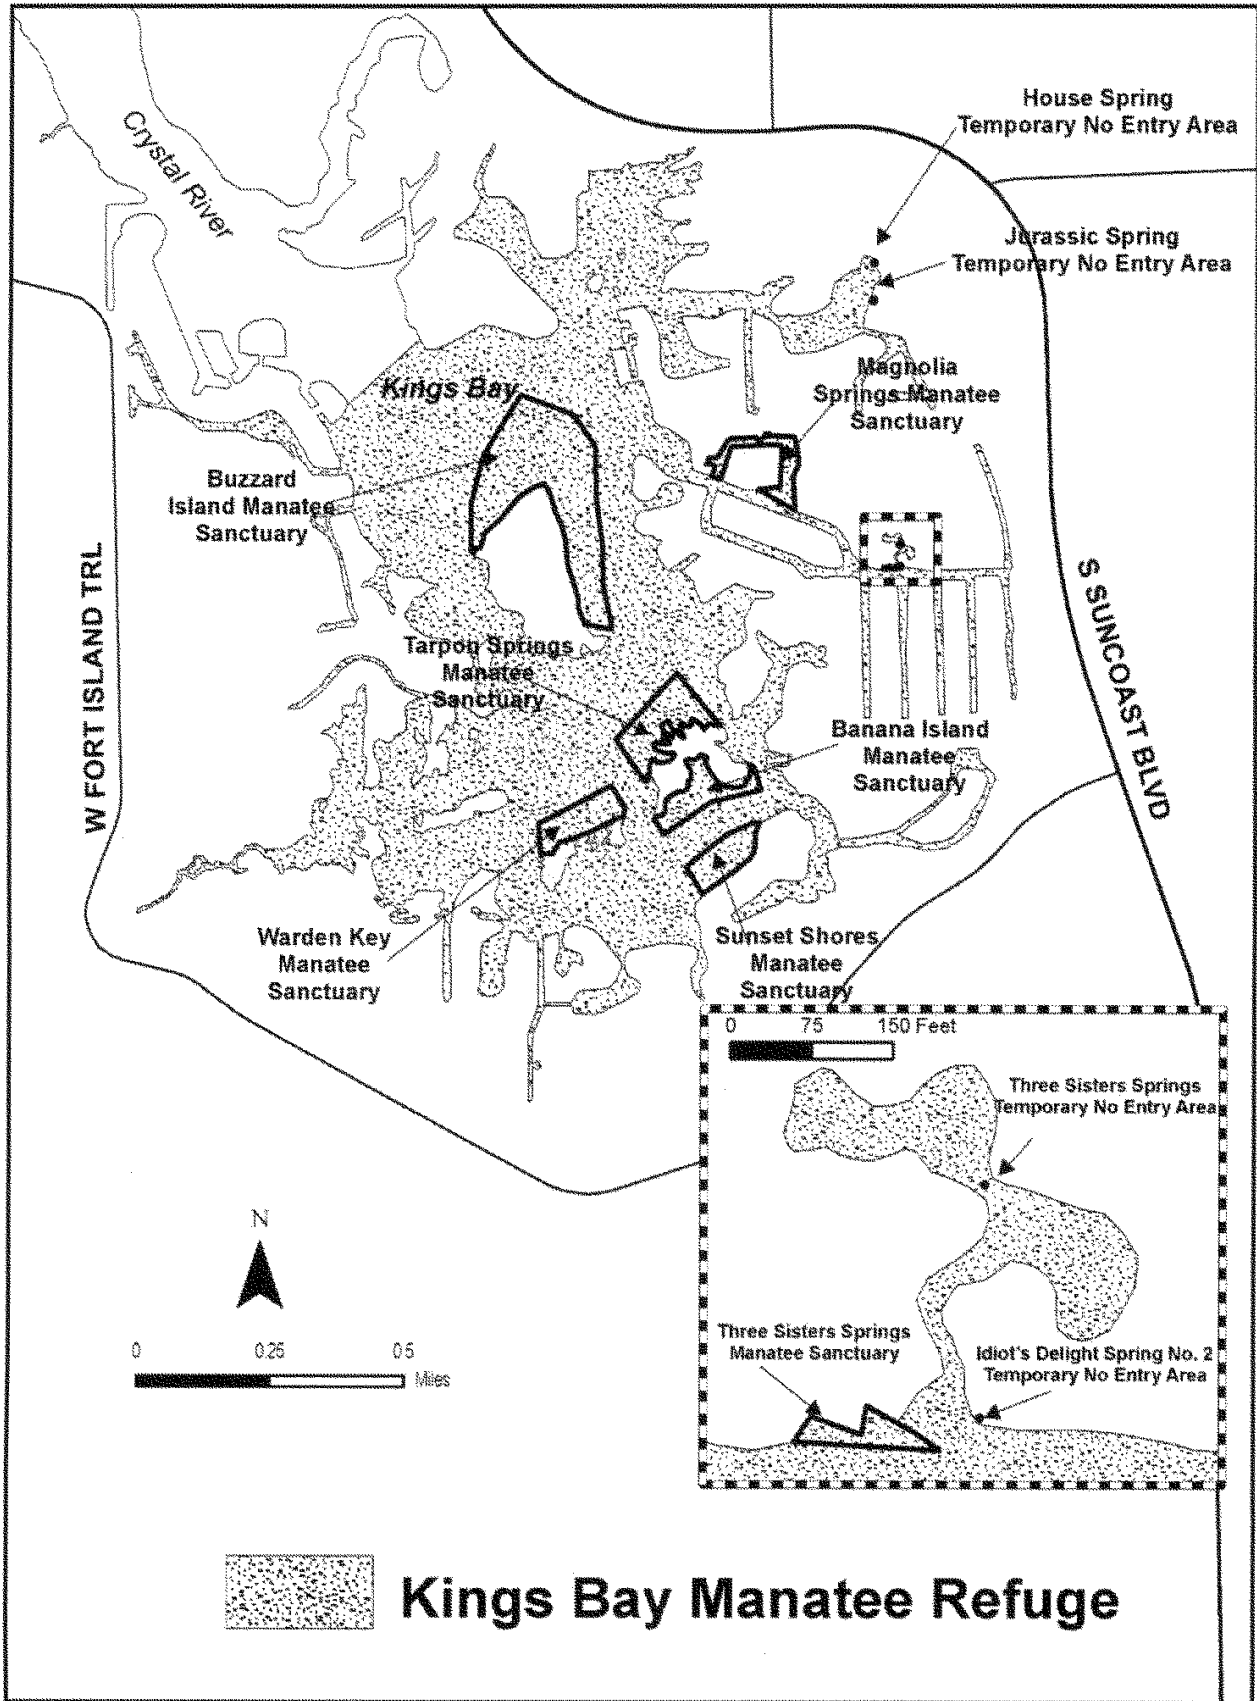 House Spring
Temporary No Entry Area
Crystal River
Jurassic Spring
Temporary No Entry Area
Magnolia
Springs Manatee
Sanctuary
Kings Bay
Buzzard
Island Manatee
Sanctuary
W FORT ISLAND TRL
S SUNCOAST BLVD
Tarpon Springs
Manatee
Sanctuary
Banana Island
Manatee
Sanctuary
Warden Key
Manatee
Sanctuary
Sunset Shores
Manatee
Sanctuary
0 75 150 Feet
Three Sisters Springs
Temporary No Entry Area
N
0 0.25 0.5
Miles
Three Sisters Springs
Manatee Sanctuary
Idiot's Delight Spring No. 2
Temporary No Entry Area
Kings Bay Manatee Refuge